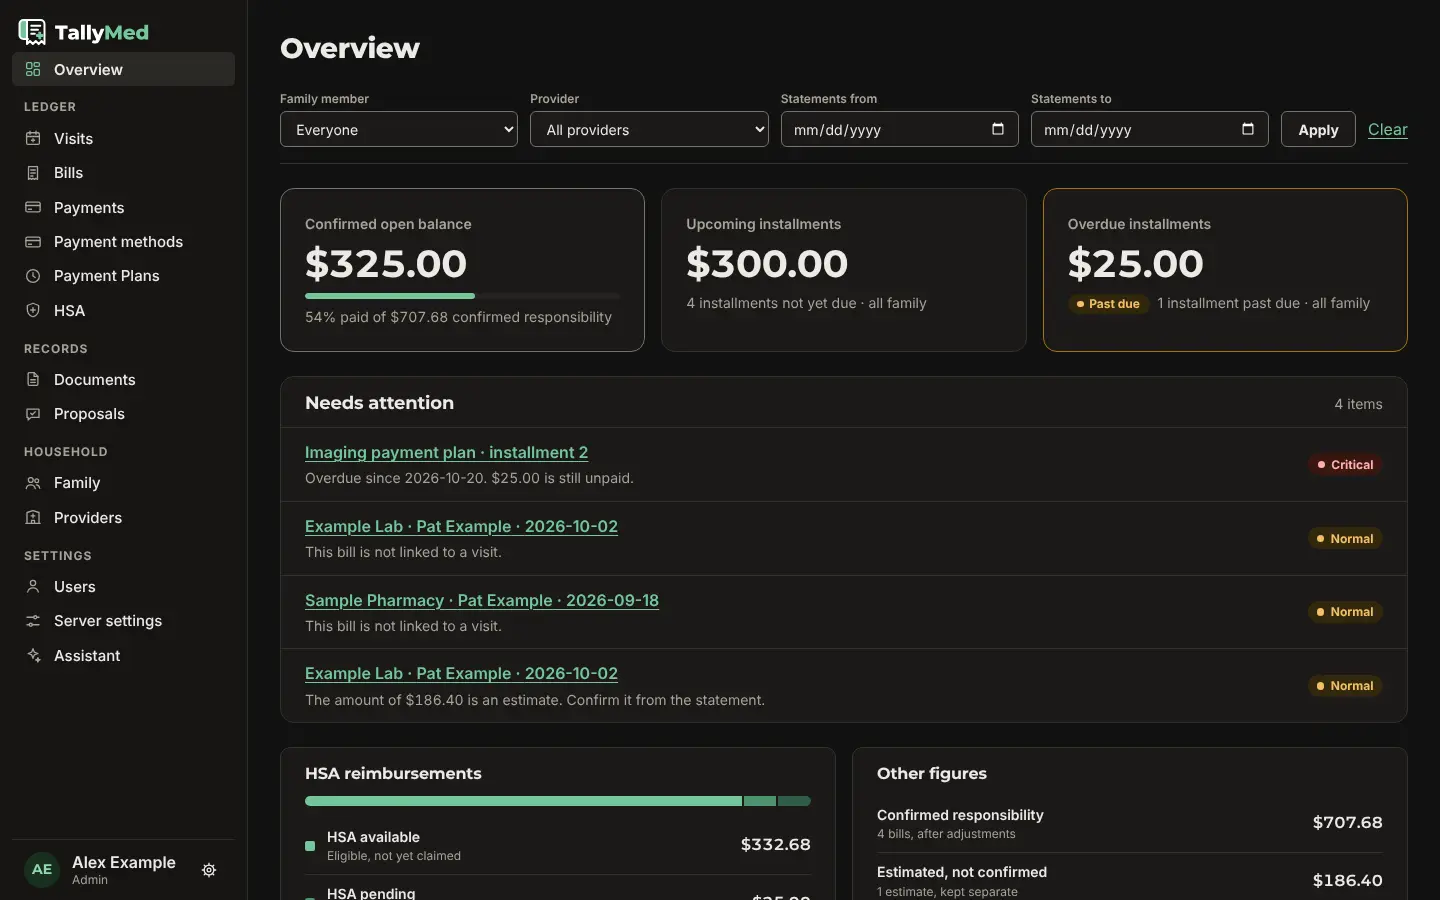 TallyMed
Overview
LEDGER
Visits
Bills
Payments
Payment methods
Payment Plans
HSA
RECORDS
Documents
Proposals
HOUSEHOLD
Family
Providers
SETTINGS
Users
Server settings
Assistant
AE
Alex Example
Admin
Overview
Family member
Everyone
Provider
All providers
Statements from
mm/dd/yyyy
Statements to
mm/dd/yyyy
Apply
Clear
Confirmed open balance
$325.00
54% paid of $707.68 confirmed responsibility
Upcoming installments
$300.00
4 installments not yet due · all family
Overdue installments
$25.00
Past due 1 installment past due · all family
Needs attention
4 items
Imaging payment plan · installment 2
Overdue since 2026-10-20. $25.00 is still unpaid.
Critical
Example Lab · Pat Example · 2026-10-02
This bill is not linked to a visit.
Normal
Sample Pharmacy · Pat Example · 2026-09-18
This bill is not linked to a visit.
Normal
Example Lab · Pat Example · 2026-10-02
The amount of $186.40 is an estimate. Confirm it from the statement.
Normal
HSA reimbursements
HSA available
Eligible, not yet claimed
$332.68
HSA pending
Other figures
Confirmed responsibility
4 bills, after adjustments
$707.68
Estimated, not confirmed
1 estimate, kept separate
$186.40